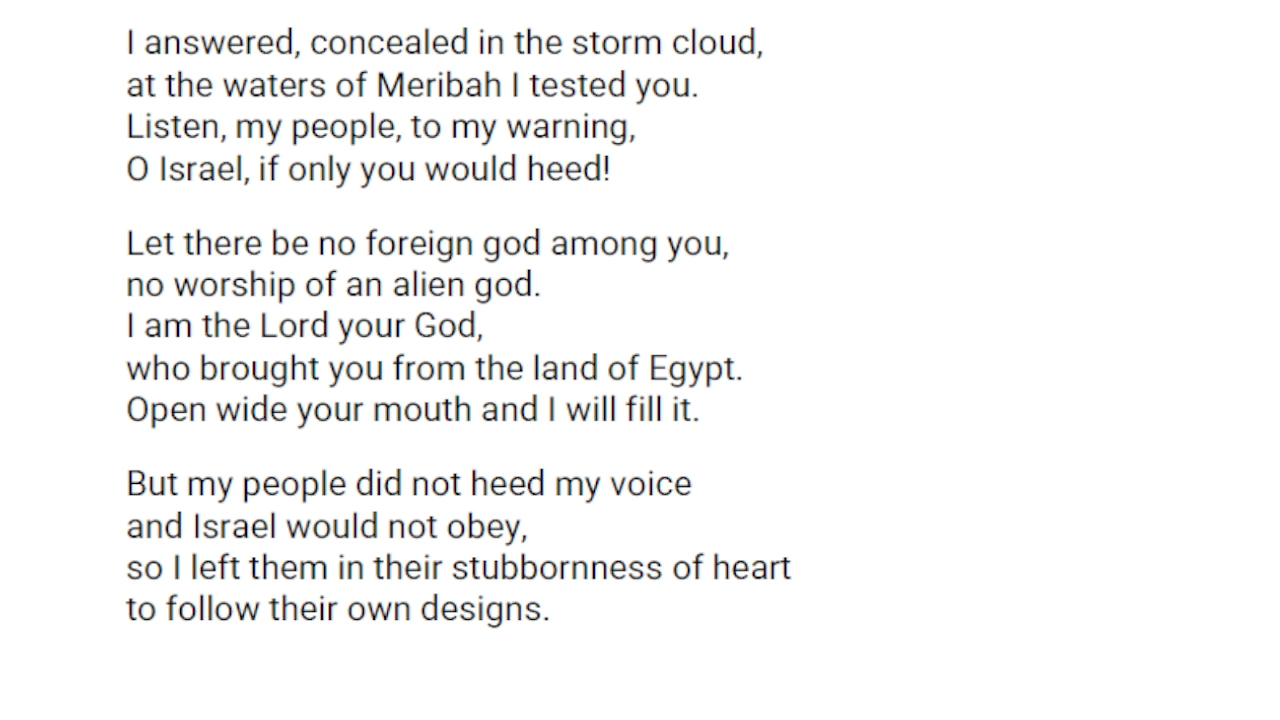 I answered, concealed in the storm cloud,
at the waters of Meribah I tested you.
Listen, my people, to my warning,
O Israel, if only you would heed!
Let there be no foreign god among you,
no worship of an alien god.
I am the Lord your God,
who brought you from the land of Egypt.
Open wide your mouth and I will fill it.
But my people did not heed my voice
and Israel would not obey,
so I left them in their stubbornness of heart
to follow their own designs.